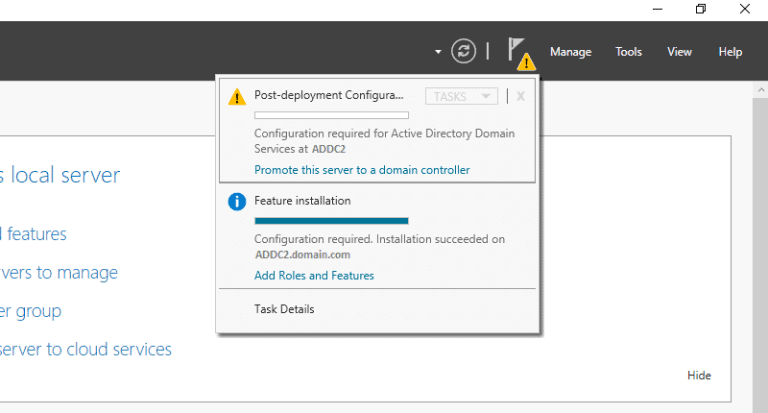 Manage Tools View Help
Post-deployment Configura... TASKS X
Configuration required for Active Directory Domain
Services at ADDC2
Promote this server to a domain controller
s local server
Feature installation
d features
Configuration required. Installation succeeded on
ADDC2.domain.com
vers to manage
Add Roles and Features
er group
Task Details
server to cloud services
Hide